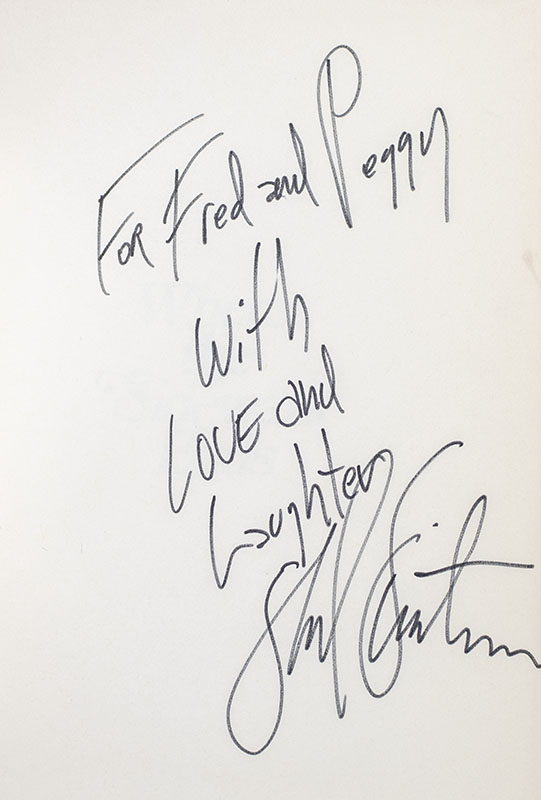 For Fred and Peggy
With
LOVE and
Laughter